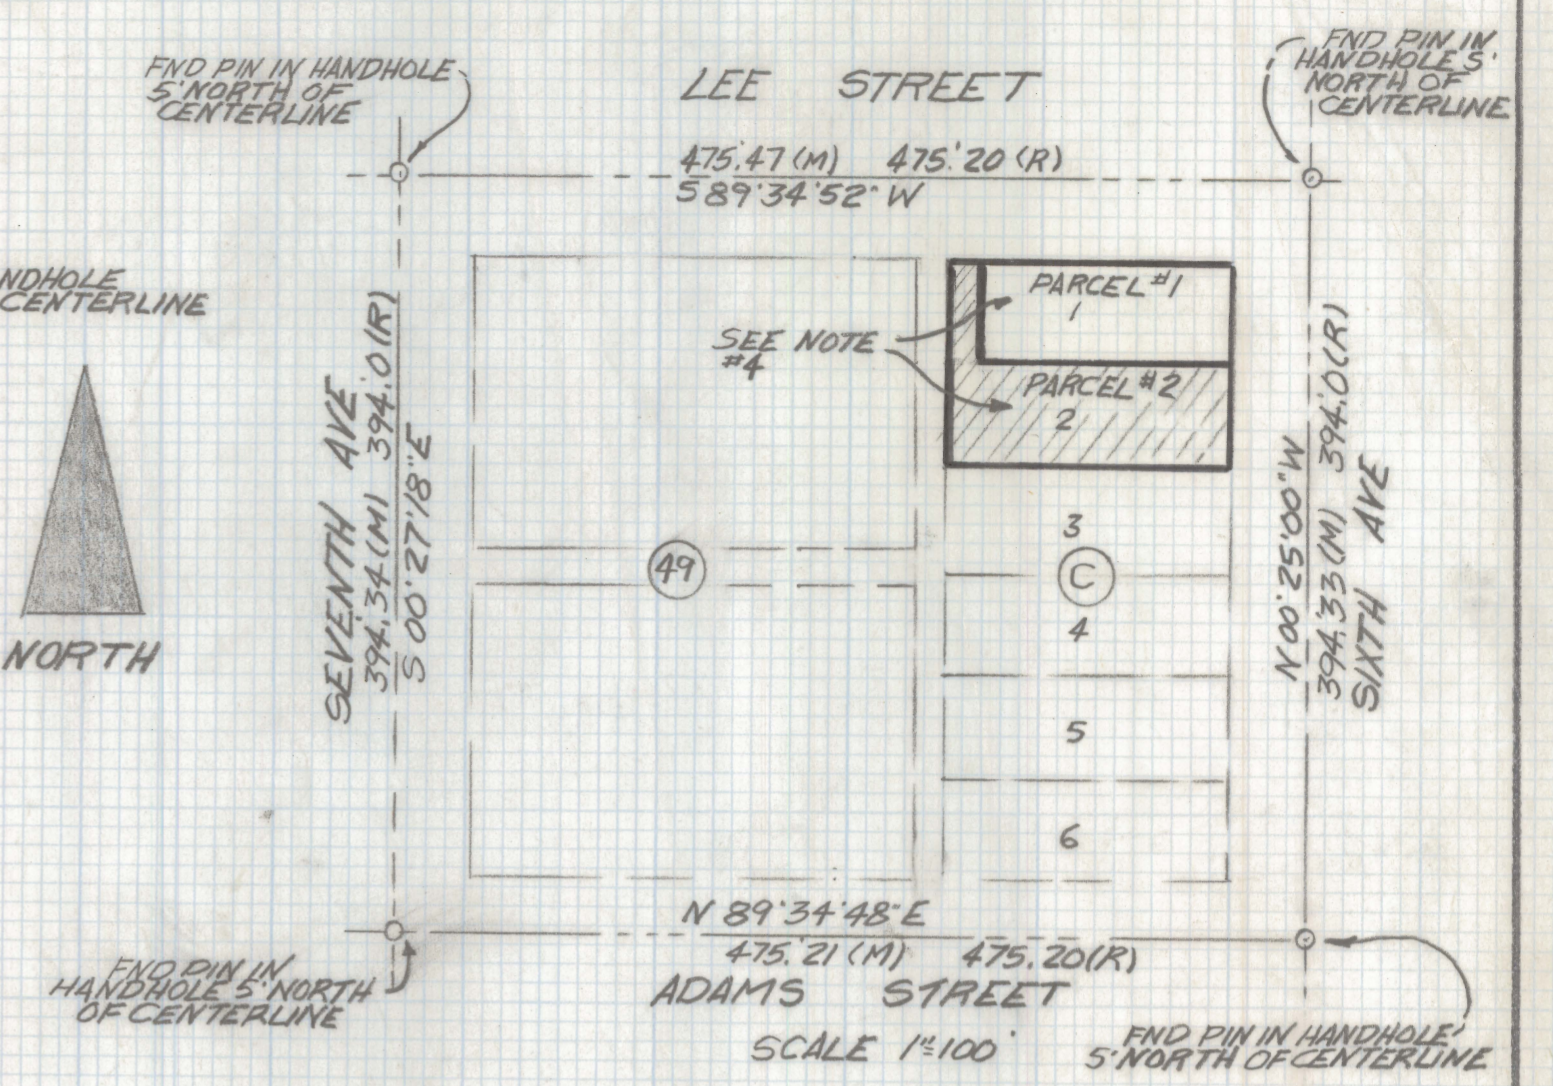 FND PIN IN HANDHOLE
5' NORTH OF
CENTERLINE
LEE STREET
FND PIN IN
HANDHOLE 5'
NORTH OF
CENTERLINE
475.47 (M) 475.20 (R)
S 89°34'52" W
NDHOLE
CENTERLINE
NORTH
SEVENTH AVE
394.34 (M) 394.0 (R)
S 00°27'18" E
SEE NOTE
#4
PARCEL #1
1
PARCEL #2
2
3
C
4
5
6
49
N 00°25'00" W
394.33 (M) 394.0 (R)
SIXTH AVE
N 89°34'48" E
475.21 (M) 475.20 (R)
ADAMS STREET
SCALE 1"=100'
FND PIN IN
HANDHOLE 5' NORTH
OF CENTERLINE
FND PIN IN HANDHOLE
5' NORTH OF CENTERLINE